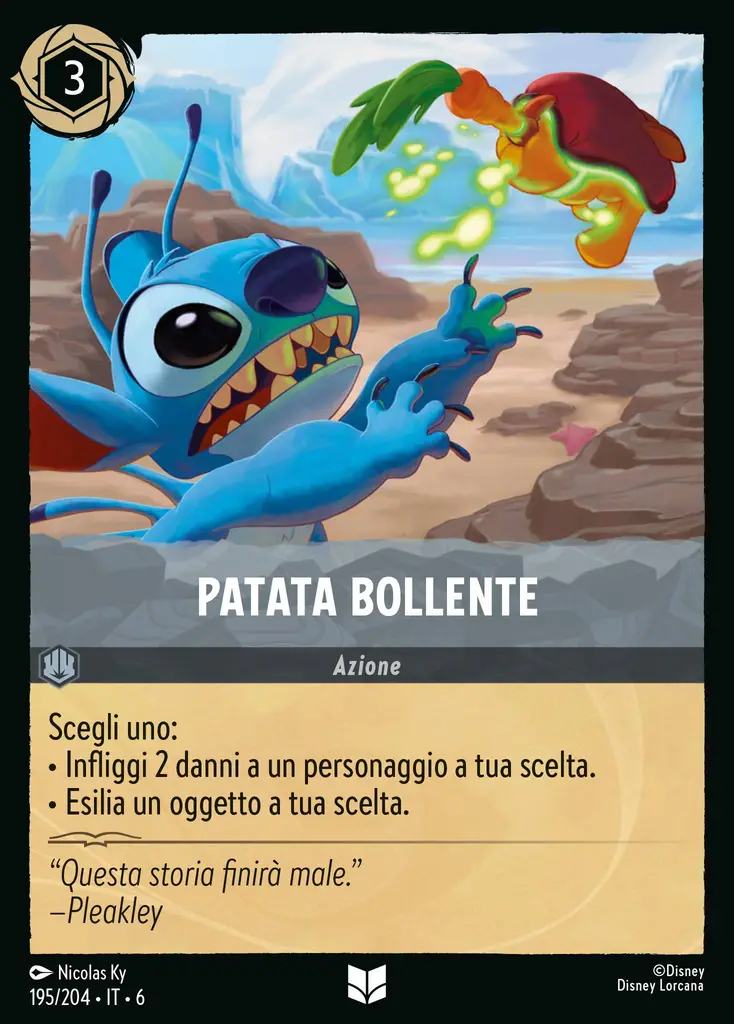 3
PATATA BOLLENTE
Azione
Scegli uno:
• Infliggi 2 danni a un personaggio a tua scelta.
• Esilia un oggetto a tua scelta.
“Questa storia finirà male.”
–Pleakley
Nicolas Ky
195/204 • IT • 6
©Disney
Disney Lorcana